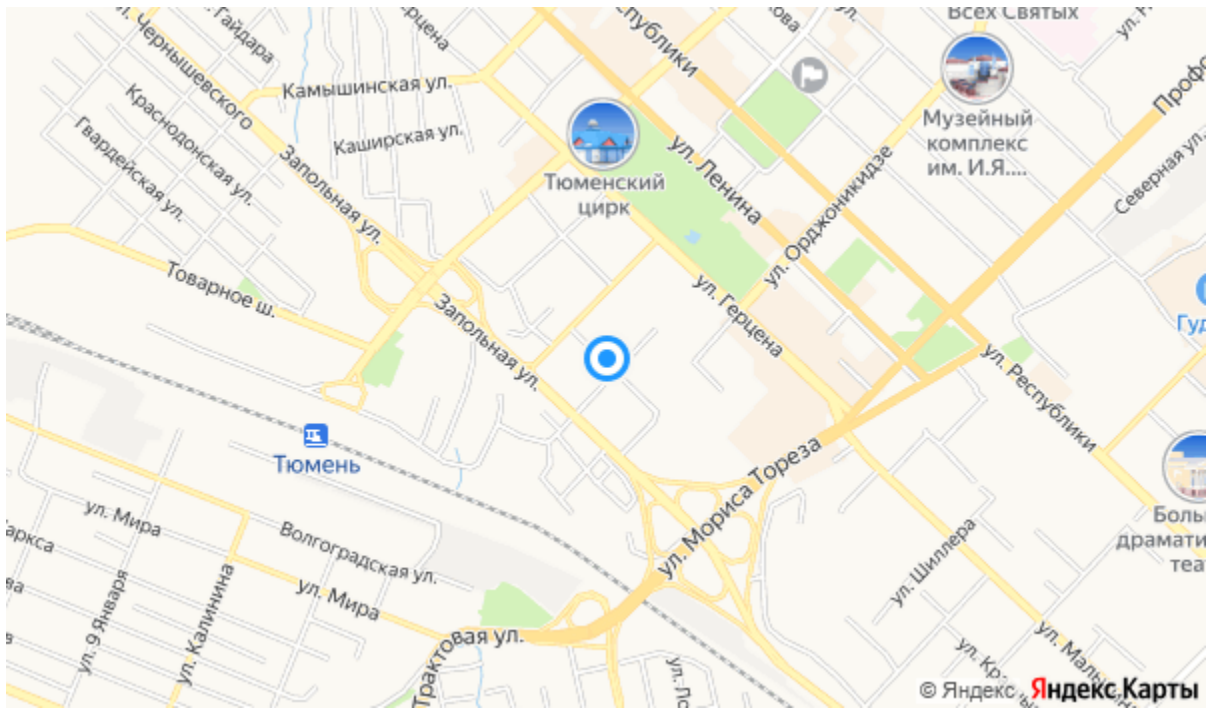 Всех Святых
ул. Гайдара
ул. Чернышевского
Герцена
Республики
ул.
Камышинская ул.
Краснодонская ул.
Каширская ул.
Гвардейская ул.
Запольная ул.
Тюменский
цирк
ул. Ленина
Музейный
комплекс
им. И.Я....
ул. Орджоникидзе
Северная ул.
Товарное ш.
Запольная ул.
ул. Герцена
ул. Республики
Тюмень
ул. Мориса Тореза
ул. Мира
Волгоградская ул.
ул. Мира
ул. 9 Января
ул. Калинина
Трактовая ул.
ул. Шиллера
© Яндекс Яндекс Карты